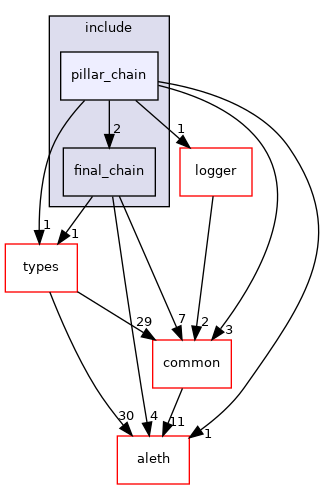 include
pillar_chain
2
1
final_chain
logger
1
1
types
29
7
2
3
common
30
4
11
1
aleth